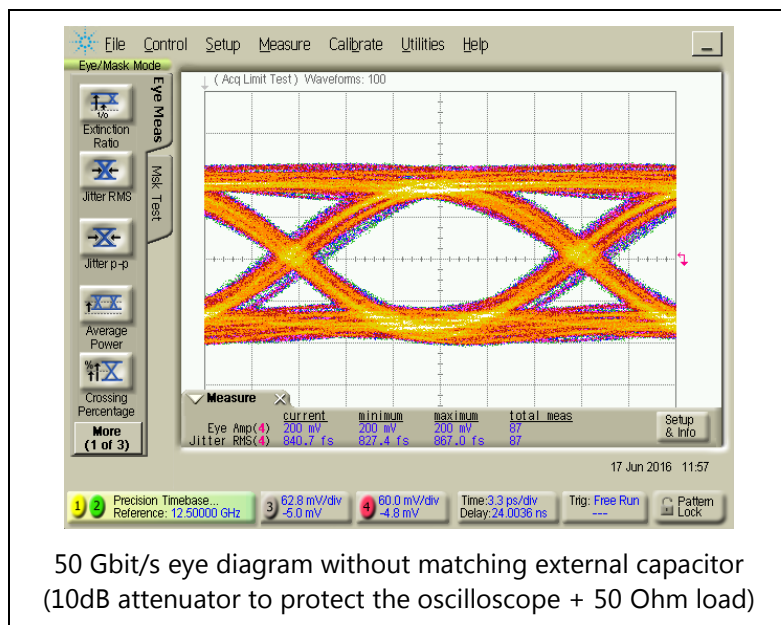 File Control Setup Measure Calibrate Utilities Help
Eye/Mask Mode
( Acq Limit Test ) Waveforms: 100
Eye Meas
Msk Test
1/0
Extinction
Ratio
Jitter RMS
Jitter p-p
Average
Power
%
Crossing
Percentage
More
(1 of 3)
Measure
current minimum maximum total meas
Eye Amp(4) 200 mV 200 mV 200 mV 87
Jitter RMS(4) 840.7 fs 827.4 fs 867.0 fs 87
Setup
& Info
17 Jun 2016 11:57
1 2 Precision Timebase...
Reference: 12.50000 GHz
3 62.8 mV/div
-5.0 mV
4 60.0 mV/div
-4.8 mV
Time:3.3 ps/div
Delay:24.0036 ns
Trig: Free Run
---
Pattern
Lock
50 Gbit/s eye diagram without matching external capacitor
(10dB attenuator to protect the oscilloscope + 50 Ohm load)